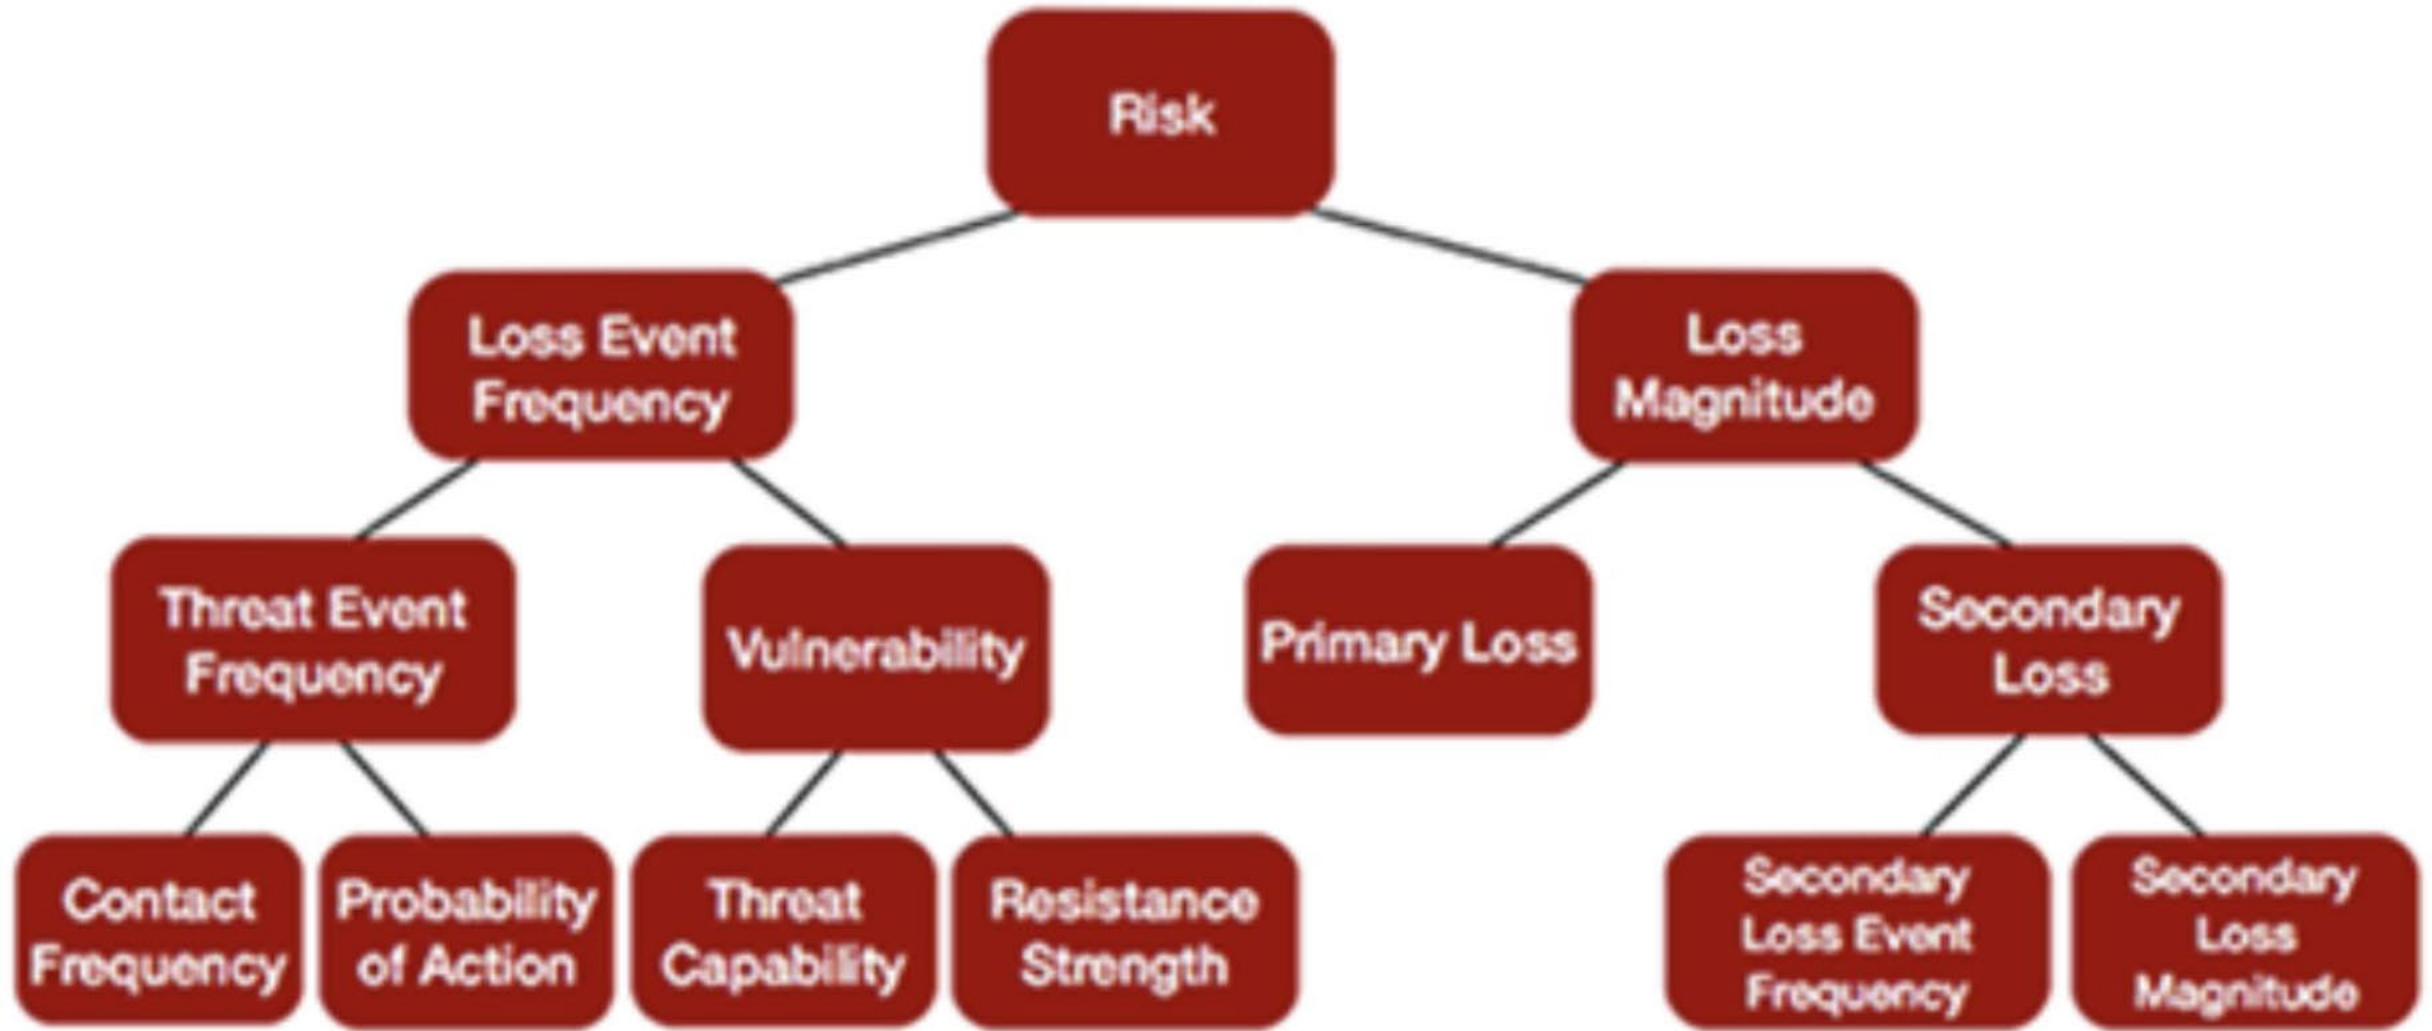 Risk
Loss Event
Frequency
Loss
Magnitude
Threat Event
Frequency
Vulnerability
Primary Loss
Secondary
Loss
Contact
Frequency
Probability
of Action
Threat
Capability
Resistance
Strength
Secondary
Loss Event
Frequency
Secondary
Loss
Magnitude